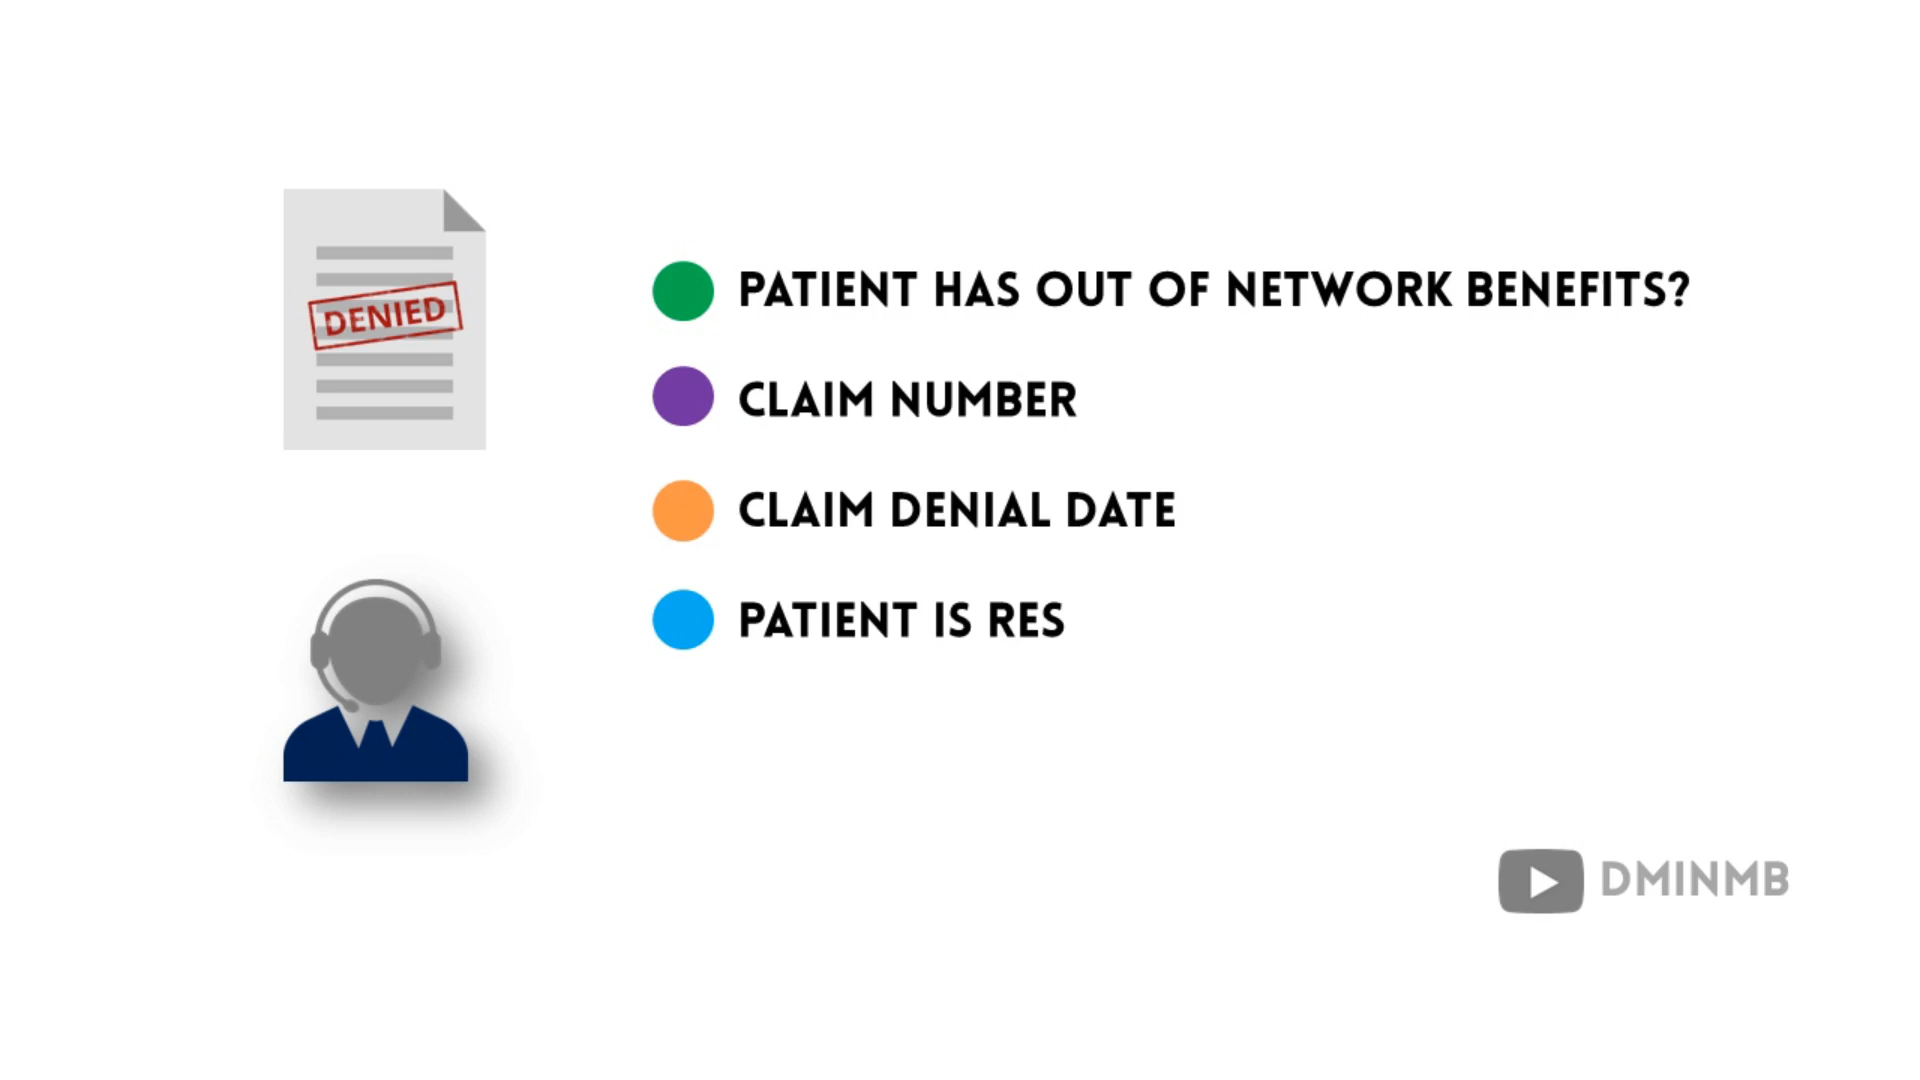 DENIED
PATIENT HAS OUT OF NETWORK BENEFITS?
CLAIM NUMBER
CLAIM DENIAL DATE
PATIENT IS RES
DMINMB